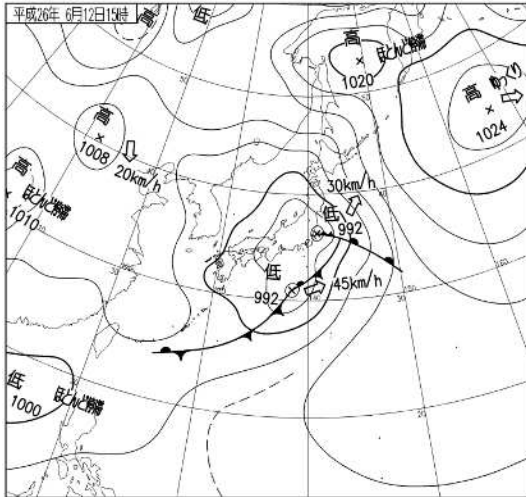 平成26年 6月12日15時
高
低
高
ほとんど停滞
1020
高
ゆっくり
1024
高
1008
20km/h
高
ほとんど停滞
1010
30km/h
低
992
低
992
45km/h
低
1000
ほとんど停滞